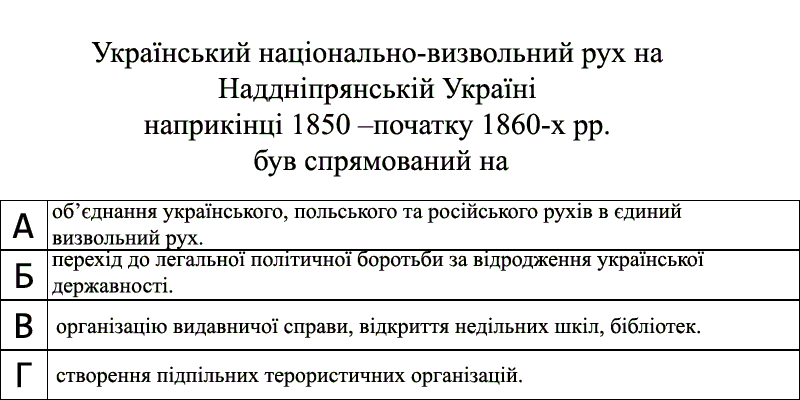 Український національно-визвольний рух на
Наддніпрянській Україні
наприкінці 1850 –початку 1860-х рр.
був спрямований на
А
об’єднання українського, польського та російського рухів в єдиний
визвольний рух.
Б
перехід до легальної політичної боротьби за відродження української
державності.
В
організацію видавничої справи, відкриття недільних шкіл, бібліотек.
Г
створення підпільних терористичних організацій.